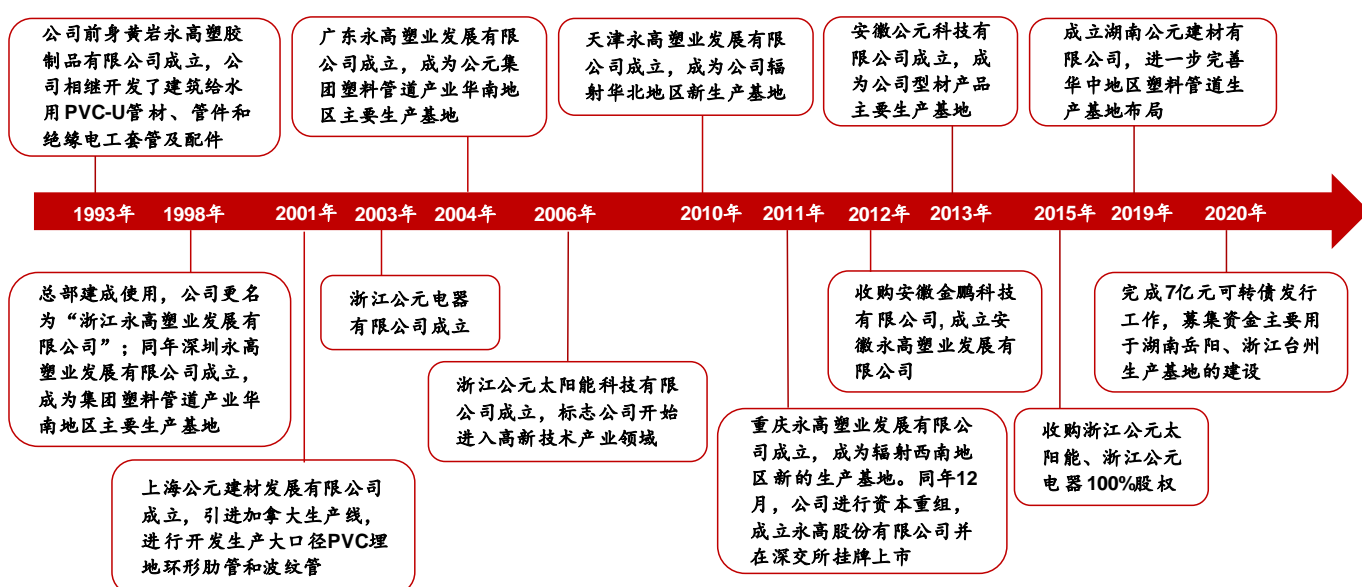 公司前身黄岩永高塑胶
制品有限公司成立，公
司相继开发了建筑给水
用PVC-U管材、管件和
绝缘电工套管及配件
广东永高塑业发展有限
公司成立，成为公元集
团塑料管道产业华南地
区主要生产基地
天津永高塑业发展有限
公司成立，成为公司辐
射华北地区新生产基地
安徽公元科技有
限公司成立，成
为公司型材产品
主要生产基地
成立湖南公元建材有
限公司，进一步完善
华中地区塑料管道生
产基地布局
1993年 1998年 2001年 2003年 2004年 2006年 2010年 2011年 2012年 2013年 2015年 2019年 2020年
总部建成使用，公司更名
为“浙江永高塑业发展有
限公司”；同年深圳永高
塑业发展有限公司成立，
成为集团塑料管道产业华
南地区主要生产基地
上海公元建材发展有限公司
成立，引进加拿大生产线，
进行开发生产大口径PVC埋
地环形肋管和波纹管
浙江公元电器
有限公司成立
浙江公元太阳能科技有限
公司成立，标志公司开始
进入高新技术产业领域
重庆永高塑业发展有限公
司成立，成为辐射西南地
区新的生产基地。同年12
月，公司进行资本重组，
成立永高股份有限公司并
在深交所挂牌上市
收购安徽金鹏科技
有限公司,成立安
徽永高塑业发展有
限公司
收购浙江公元太
阳能、浙江公元
电器100%股权
完成7亿元可转债发行
工作，募集资金主要用
于湖南岳阳、浙江台州
生产基地的建设